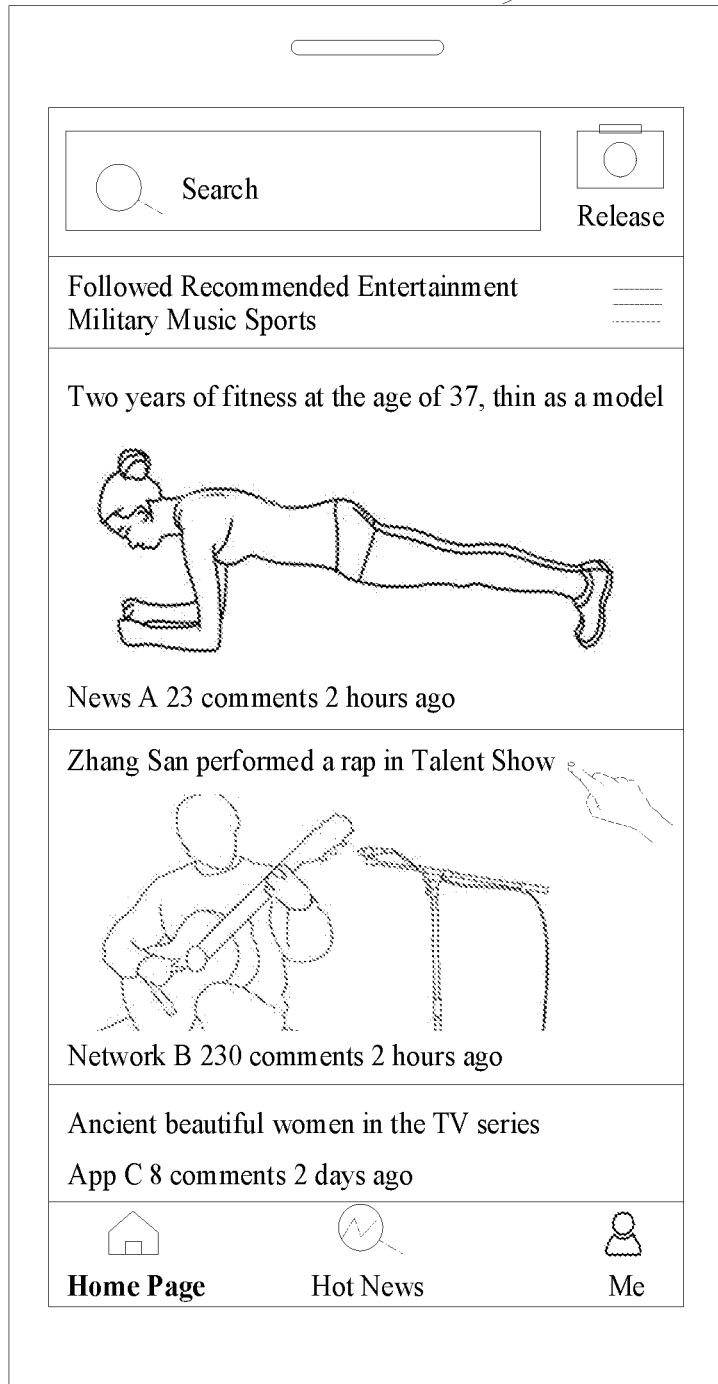 Search
Release
Followed Recommended Entertainment
Military Music Sports
Two years of fitness at the age of 37, thin as a model
News A 23 comments 2 hours ago
Zhang San performed a rap in Talent Show
Network B 230 comments 2 hours ago
Ancient beautiful women in the TV series
App C 8 comments 2 days ago
Home Page
Hot News
Me